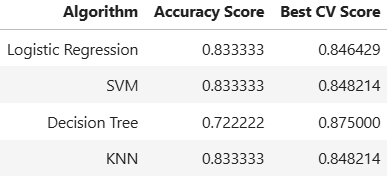 Algorithm Accuracy Score Best CV Score
Logistic Regression 0.833333 0.846429
SVM 0.833333 0.848214
Decision Tree 0.722222 0.875000
KNN 0.833333 0.848214